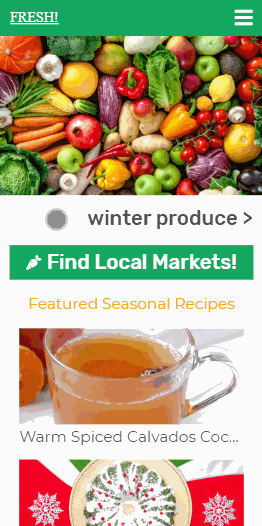 FRESH!
winter produce >
Find Local Markets!
Featured Seasonal Recipes
Warm Spiced Calvados Coc...